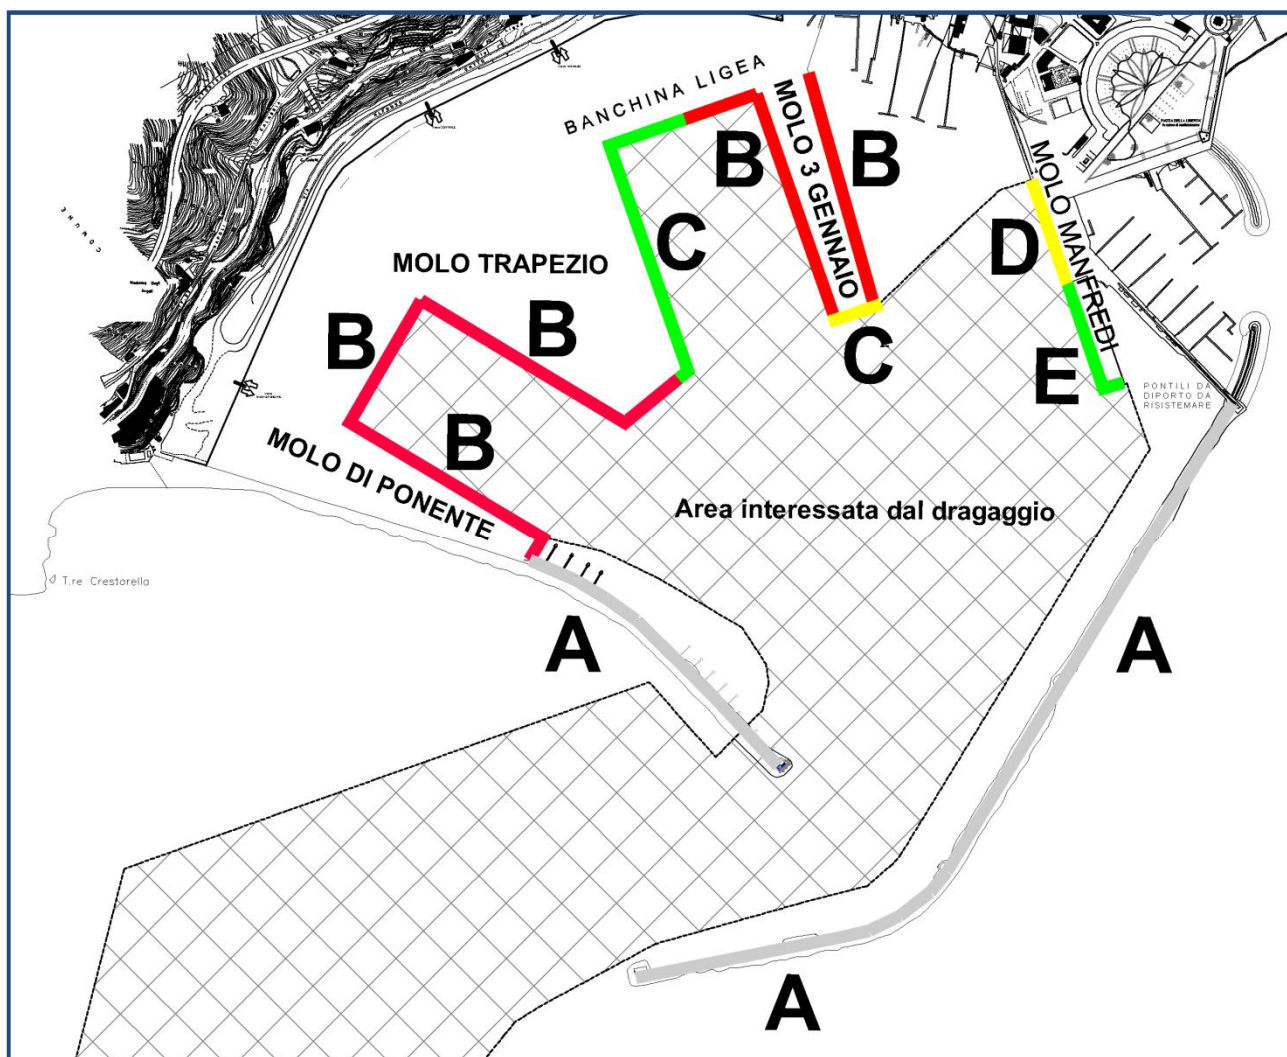 BANCHINA LIGEA
B
MOLO 3 GENNAIO
B
MOLO MANFREDI
C
D
MOLO TRAPEZIO
COMUNE
B
B
C
E
PONTILI DA
DIPORTO DA
RISISTEMARE
B
MOLO DI PONENTE
Area interessata dal dragaggio
T.re Crestarella
A
A
A